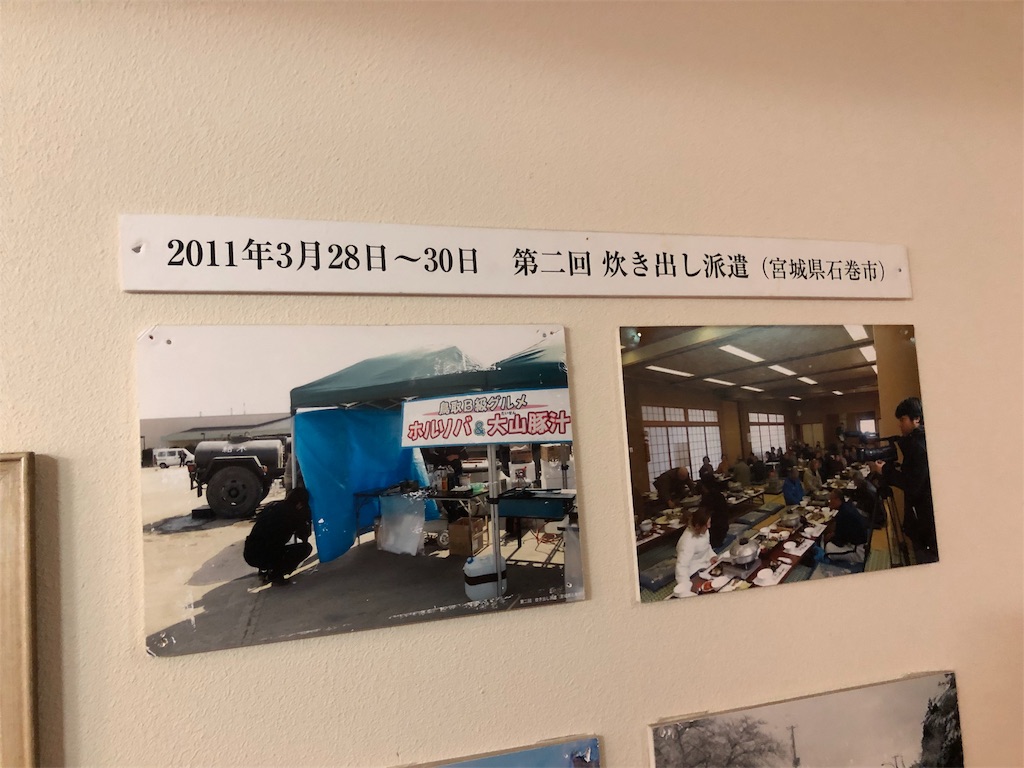 2011年3月28日～30日　第二回 炊き出し派遣（宮城県石巻市）
鳥取B級グルメ
ホルソバ&大山豚汁
給水